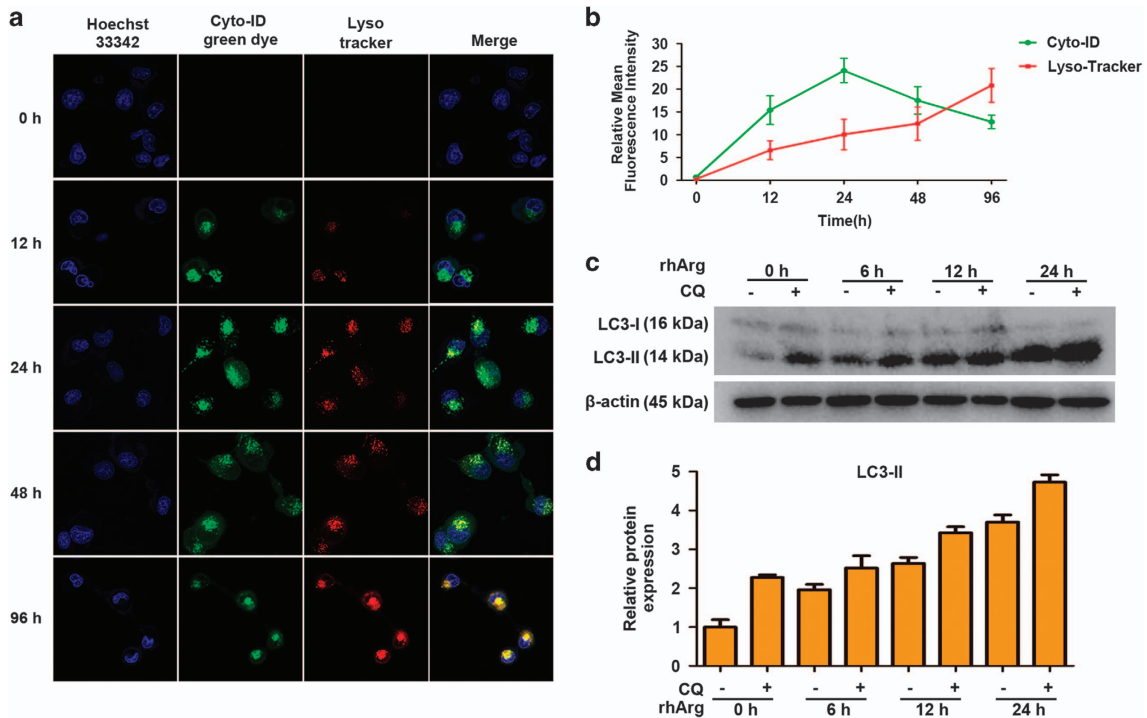 a
Hoechst
33342
Cyto-ID
green dye
Lyso
tracker
Merge
0 h
12 h
24 h
48 h
96 h
b
Relative Mean
Fluorescence Intensity
30
25
20
15
10
5
0
0 12 24 48 96
Time(h)
Cyto-ID
Lyso-Tracker
c
rhArg 0 h 6 h 12 h 24 h
CQ - + - + - + - +
LC3-I (16 kDa)
LC3-II (14 kDa)
β-actin (45 kDa)
d
LC3-II
Relative protein
expression
5
4
3
2
1
0
CQ - + - + - + - +
rhArg 0 h 6 h 12 h 24 h